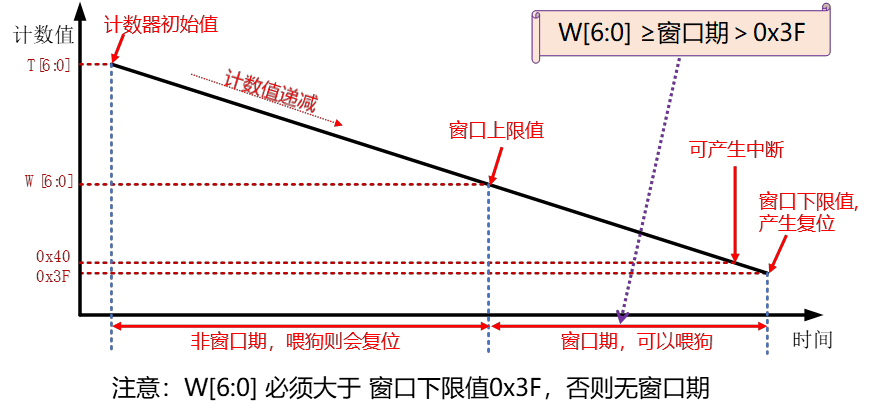 计数器初始值
W[6:0] ≥窗口期＞0x3F
计数值
T[6:0]
计数值递减
窗口上限值
可产生中断
W[6:0]
窗口下限值,
产生复位
0x40
0x3F
非窗口期，喂狗则会复位
窗口期，可以喂狗
时间
注意：W[6:0] 必须大于 窗口下限值0x3F，否则无窗口期